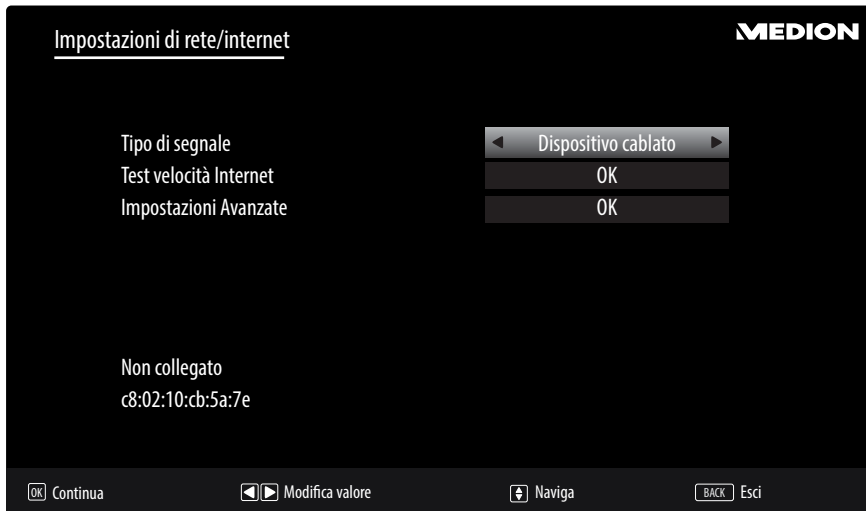 Impostazioni di rete/internet
MEDION
Tipo di segnale Dispositivo cablato
Test velocità Internet OK
Impostazioni Avanzate OK
Non collegato
c8:02:10:cb:5a:7e
OK Continua Modifica valore Naviga BACK Esci